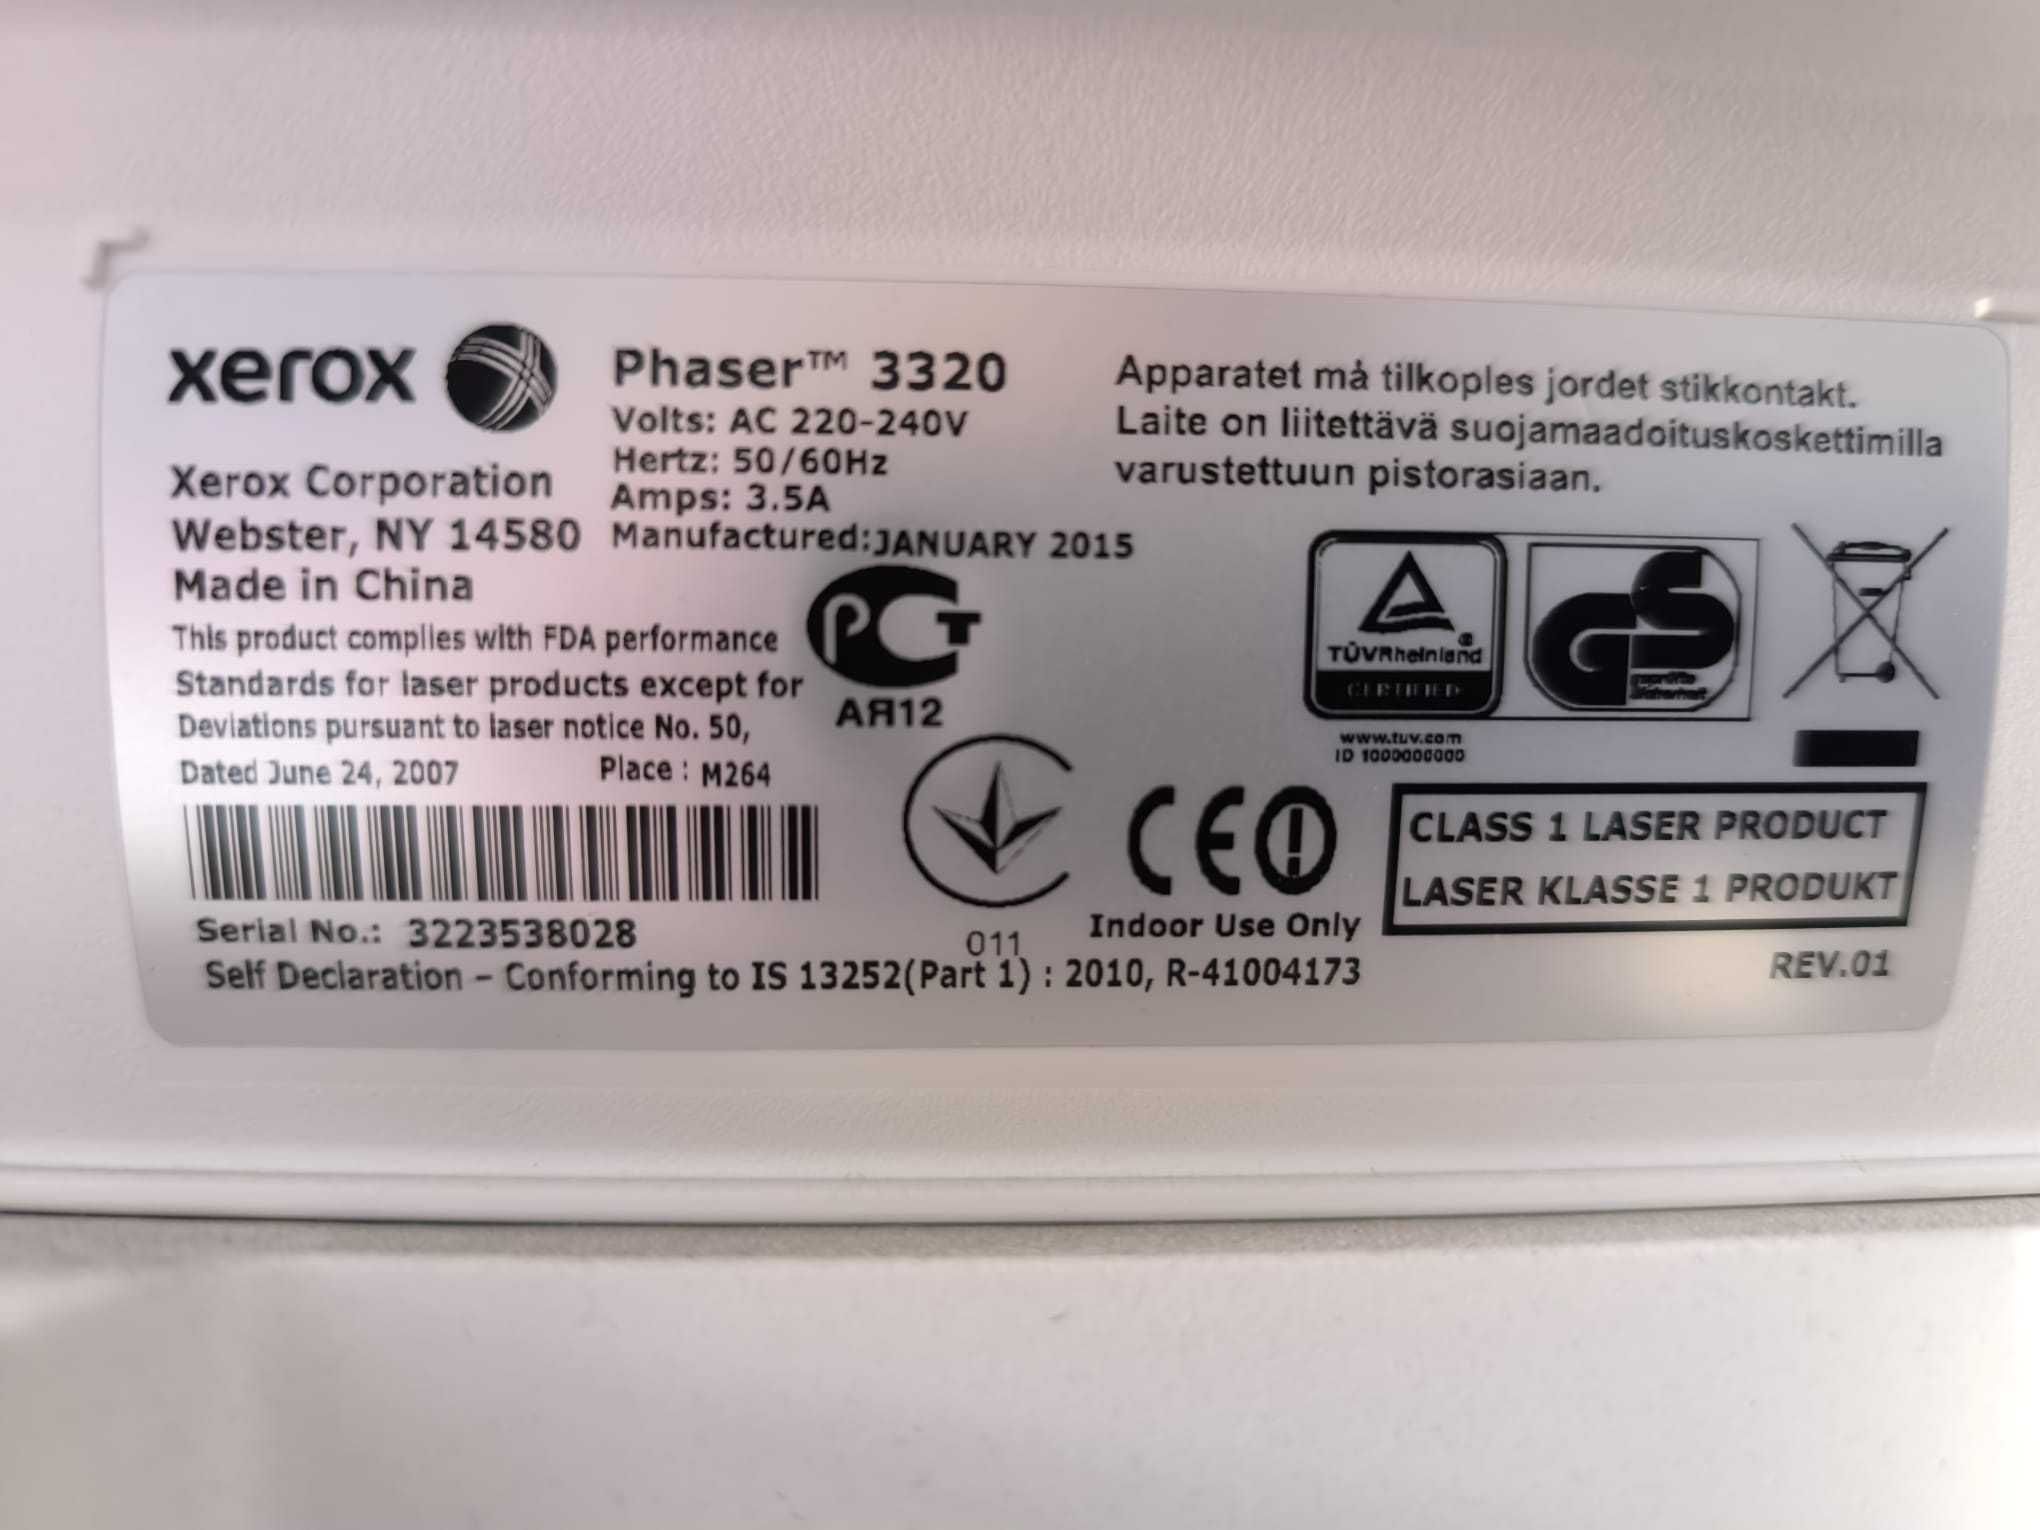 xerox
Xerox Corporation
Webster, NY 14580
Made in China
Phaser™ 3320
Volts: AC 220-240V
Hertz: 50/60Hz
Amps: 3.5A
Manufactured:JANUARY 2015
This product complies with FDA performance
Standards for laser products except for
Deviations pursuant to laser notice No. 50,
Dated June 24, 2007 Place : M264
Serial No.: 3223538028
Self Declaration – Conforming to IS 13252(Part 1) : 2010, R-41004173
PCT
АЯ12
011
CE
Indoor Use Only
Apparatet må tilkoples jordet stikkontakt.
Laite on liitettävä suojamaadoituskoskettimilla
varustettuun pistorasiaan.
TÜVRheinland ®
CERTIFIED
GS
geprüfte
Sicherheit
www.tuv.com
ID 1000000000
CLASS 1 LASER PRODUCT
LASER KLASSE 1 PRODUKT
REV.01